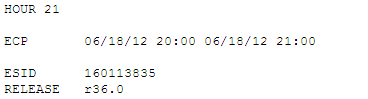 HOUR 21
ECP 06/18/12 20:00 06/18/12 21:00
ESID 160113835
RELEASE r36.0